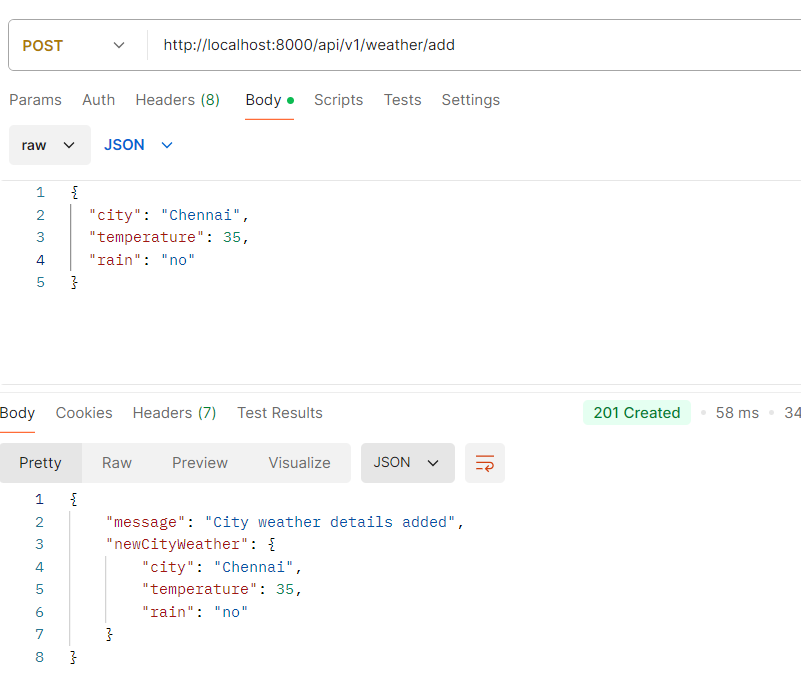 POST http://localhost:8000/api/v1/weather/add
Params Auth Headers (8) Body Scripts Tests Settings
raw JSON
1 {
2 "city": "Chennai",
3 "temperature": 35,
4 "rain": "no"
5 }
Body Cookies Headers (7) Test Results 201 Created 58 ms 34
Pretty Raw Preview Visualize JSON
1 {
2 "message": "City weather details added",
3 "newCityWeather": {
4 "city": "Chennai",
5 "temperature": 35,
6 "rain": "no"
7 }
8 }